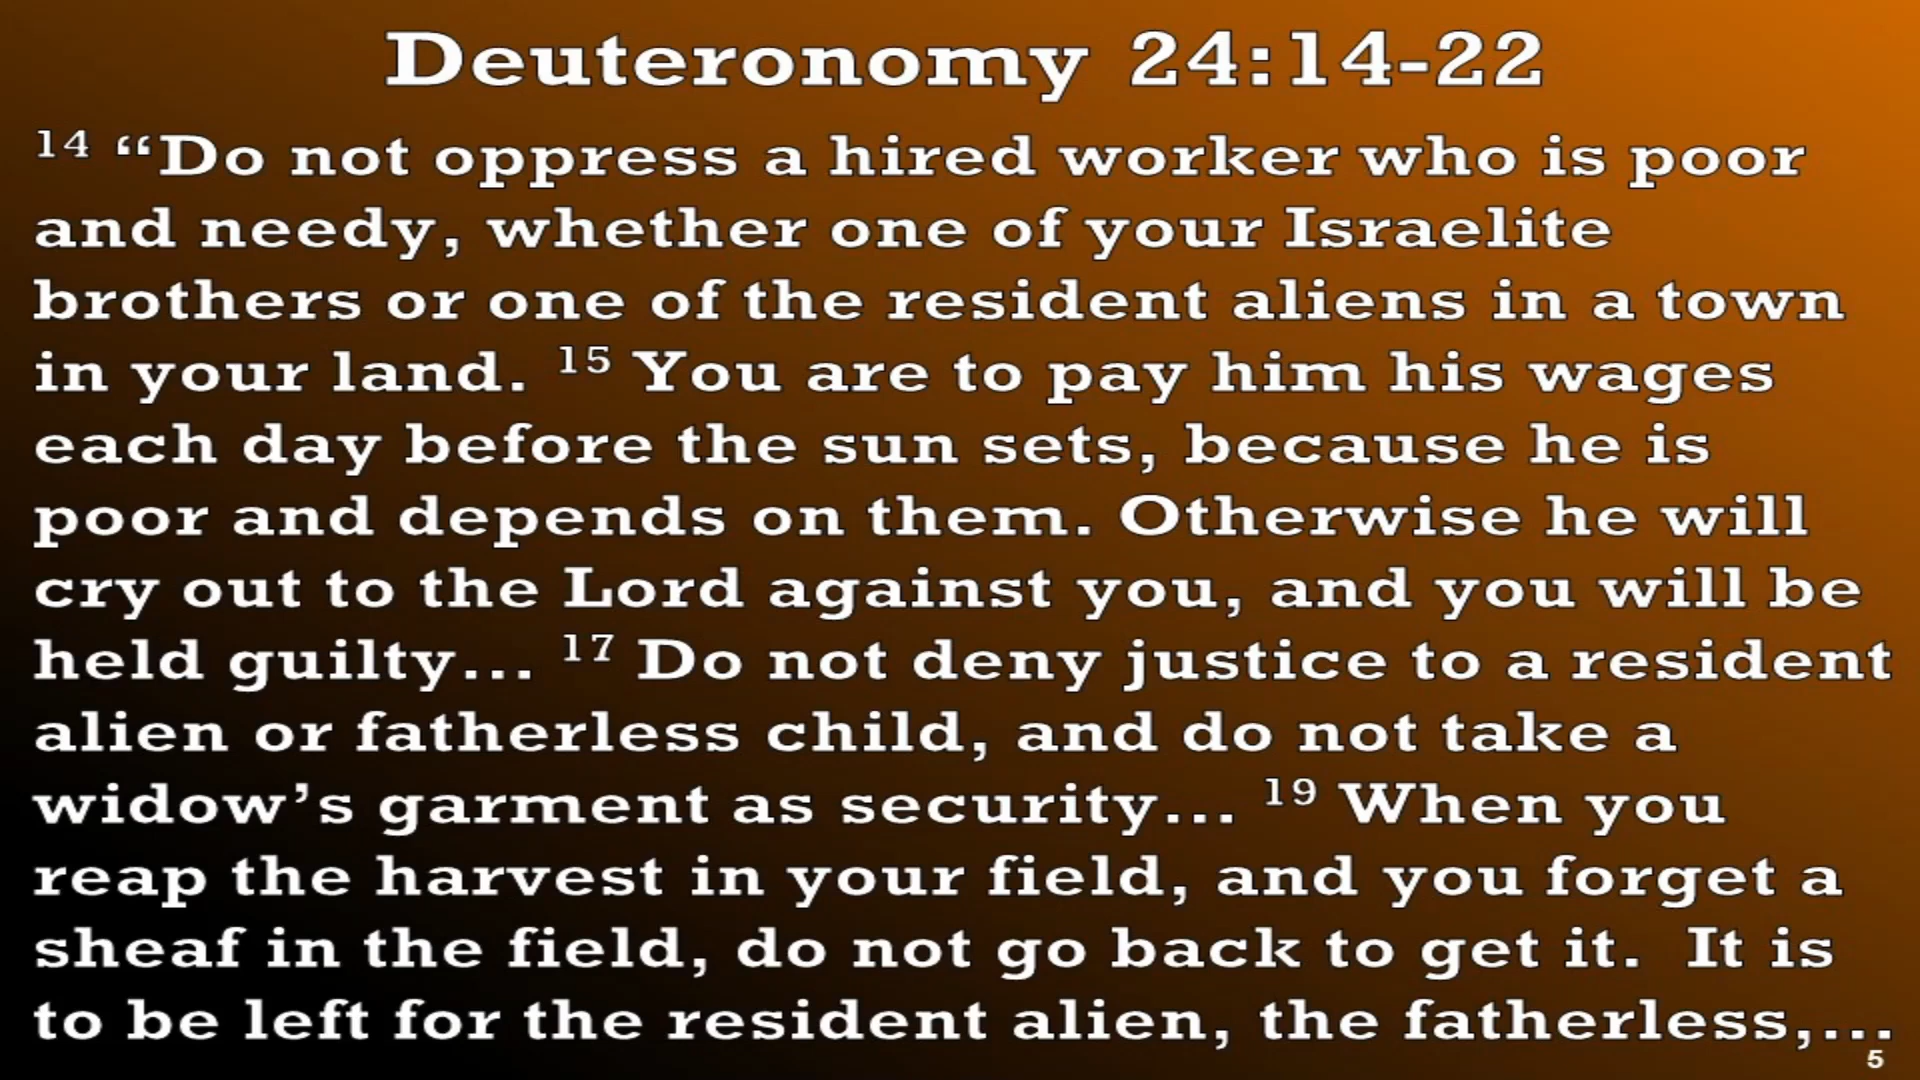 Deuteronomy 24:14-22
14 “Do not oppress a hired worker who is poor
and needy, whether one of your Israelite
brothers or one of the resident aliens in a town
in your land. 15 You are to pay him his wages
each day before the sun sets, because he is
poor and depends on them. Otherwise he will
cry out to the Lord against you, and you will be
held guilty… 17 Do not deny justice to a resident
alien or fatherless child, and do not take a
widow’s garment as security… 19 When you
reap the harvest in your field, and you forget a
sheaf in the field, do not go back to get it.  It is
to be left for the resident alien, the fatherless,…
5